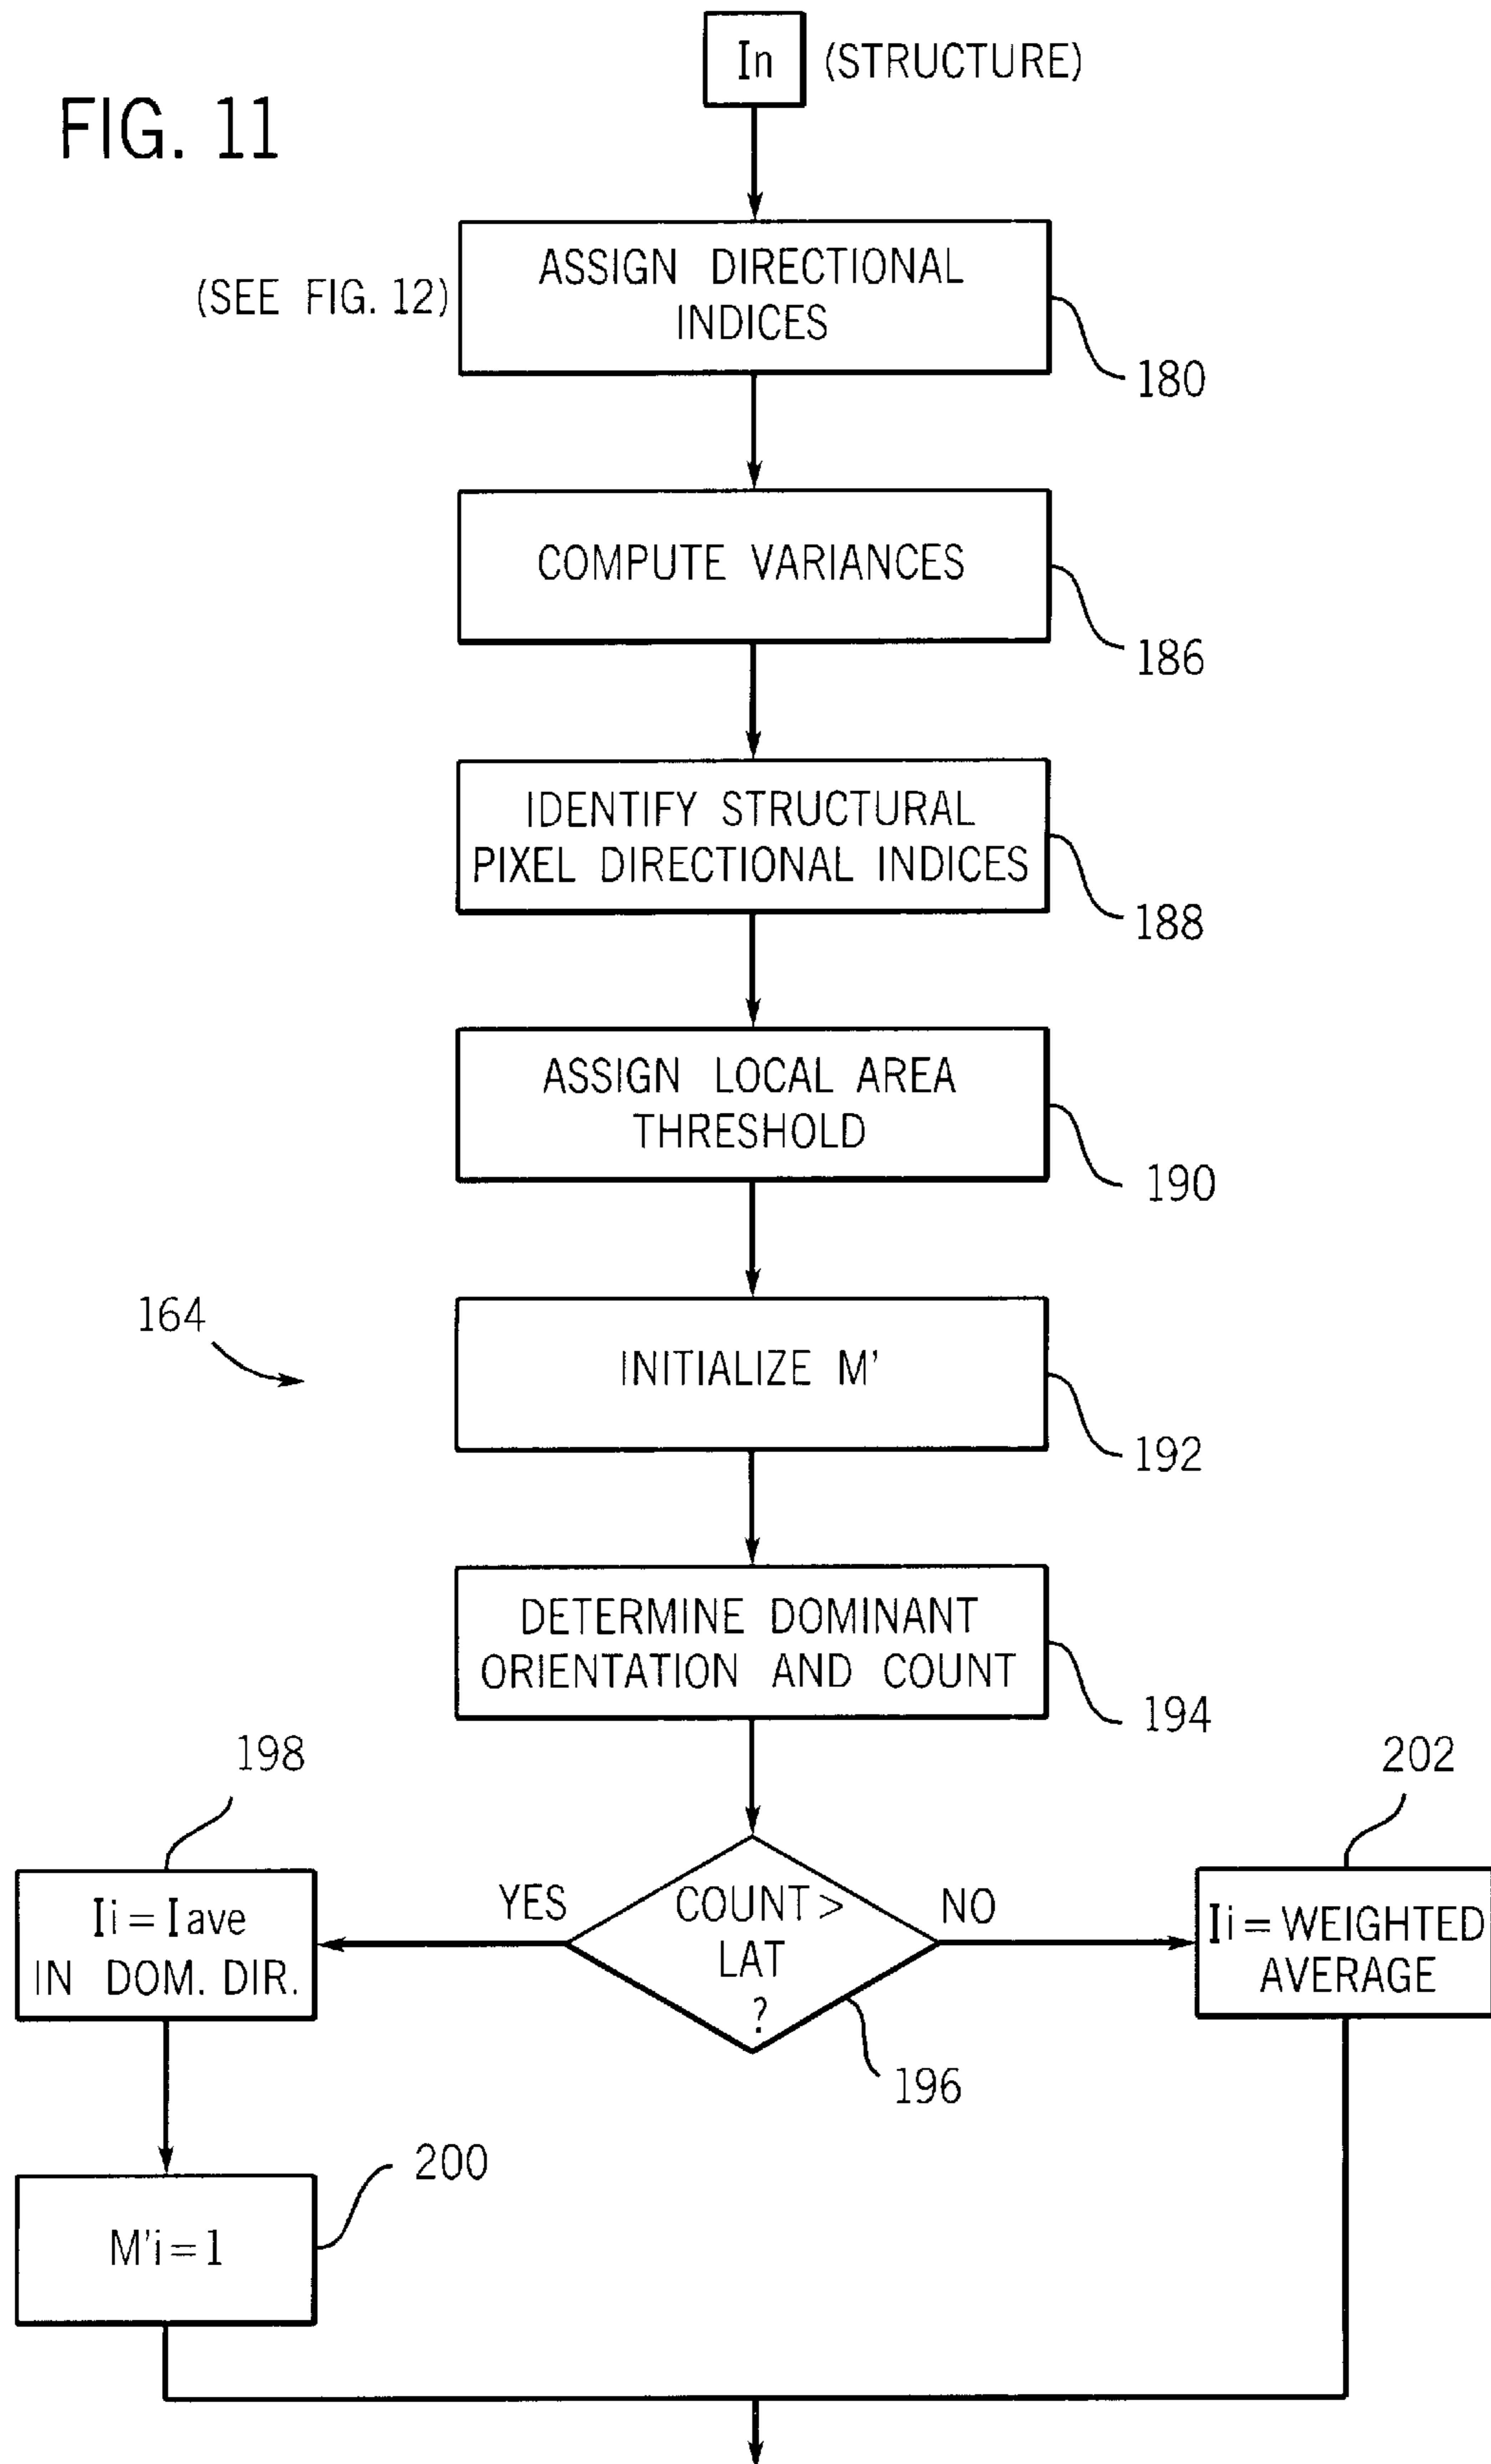 In (STRUCTURE)
FIG. 11
(SEE FIG. 12)
ASSIGN DIRECTIONAL
INDICES
180
COMPUTE VARIANCES
186
IDENTIFY STRUCTURAL
PIXEL DIRECTIONAL INDICES
188
ASSIGN LOCAL AREA
THRESHOLD
190
164
INITIALIZE M'
192
DETERMINE DOMINANT
ORIENTATION AND COUNT
194
198
202
Ii = Iave
IN DOM. DIR.
YES
COUNT >
LAT
?
NO
Ii = WEIGHTED
AVERAGE
196
200
M'i = 1